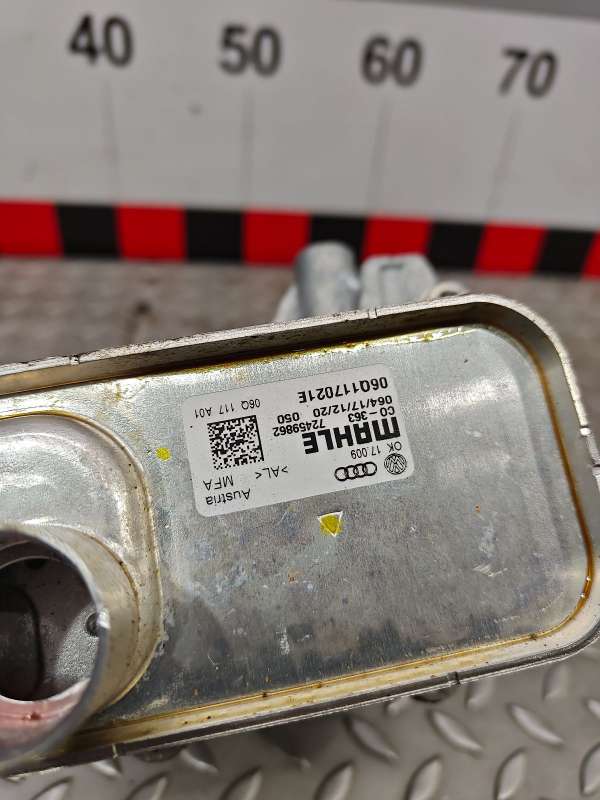 40 50 60 70
OK 17.009
MAHLE
72459862
CO-363 050
064/17/12/20
06Q117021E
Austria
MFA
>AL<
06Q 117 A01